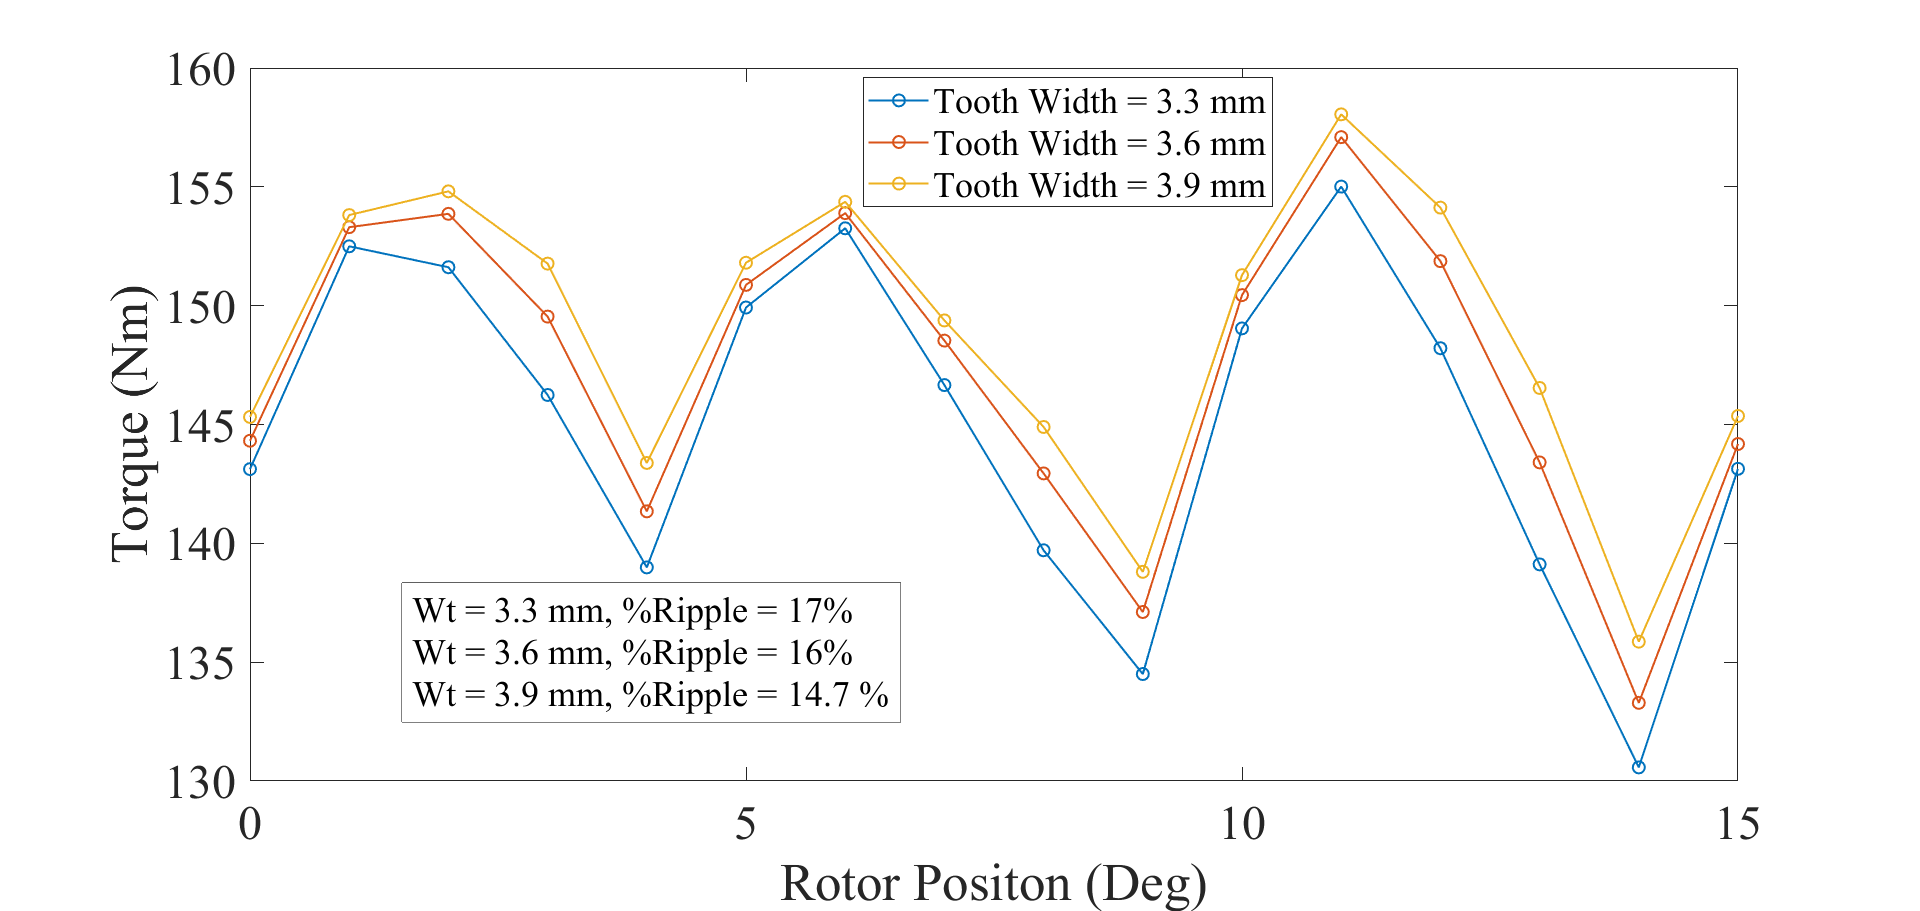 160
155
150
145
140
135
130
Torque (Nm)
Tooth Width = 3.3 mm
Tooth Width = 3.6 mm
Tooth Width = 3.9 mm
Wt = 3.3 mm, %Ripple = 17%
Wt = 3.6 mm, %Ripple = 16%
Wt = 3.9 mm, %Ripple = 14.7 %
0 5 10 15
Rotor Positon (Deg)